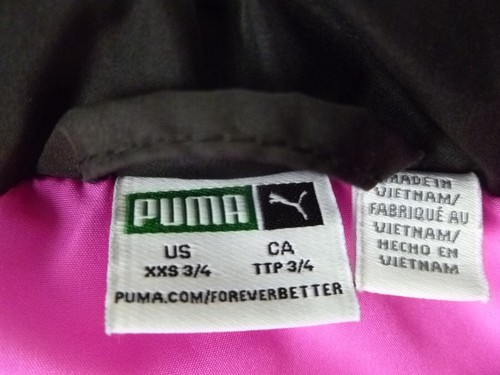 PUMA
US CA
XXS 3/4 TTP 3/4
PUMA.COM/FOREVERBETTER
MADE IN
VIETNAM/
FABRIQUÉ AU
VIETNAM/
HECHO EN
VIETNAM